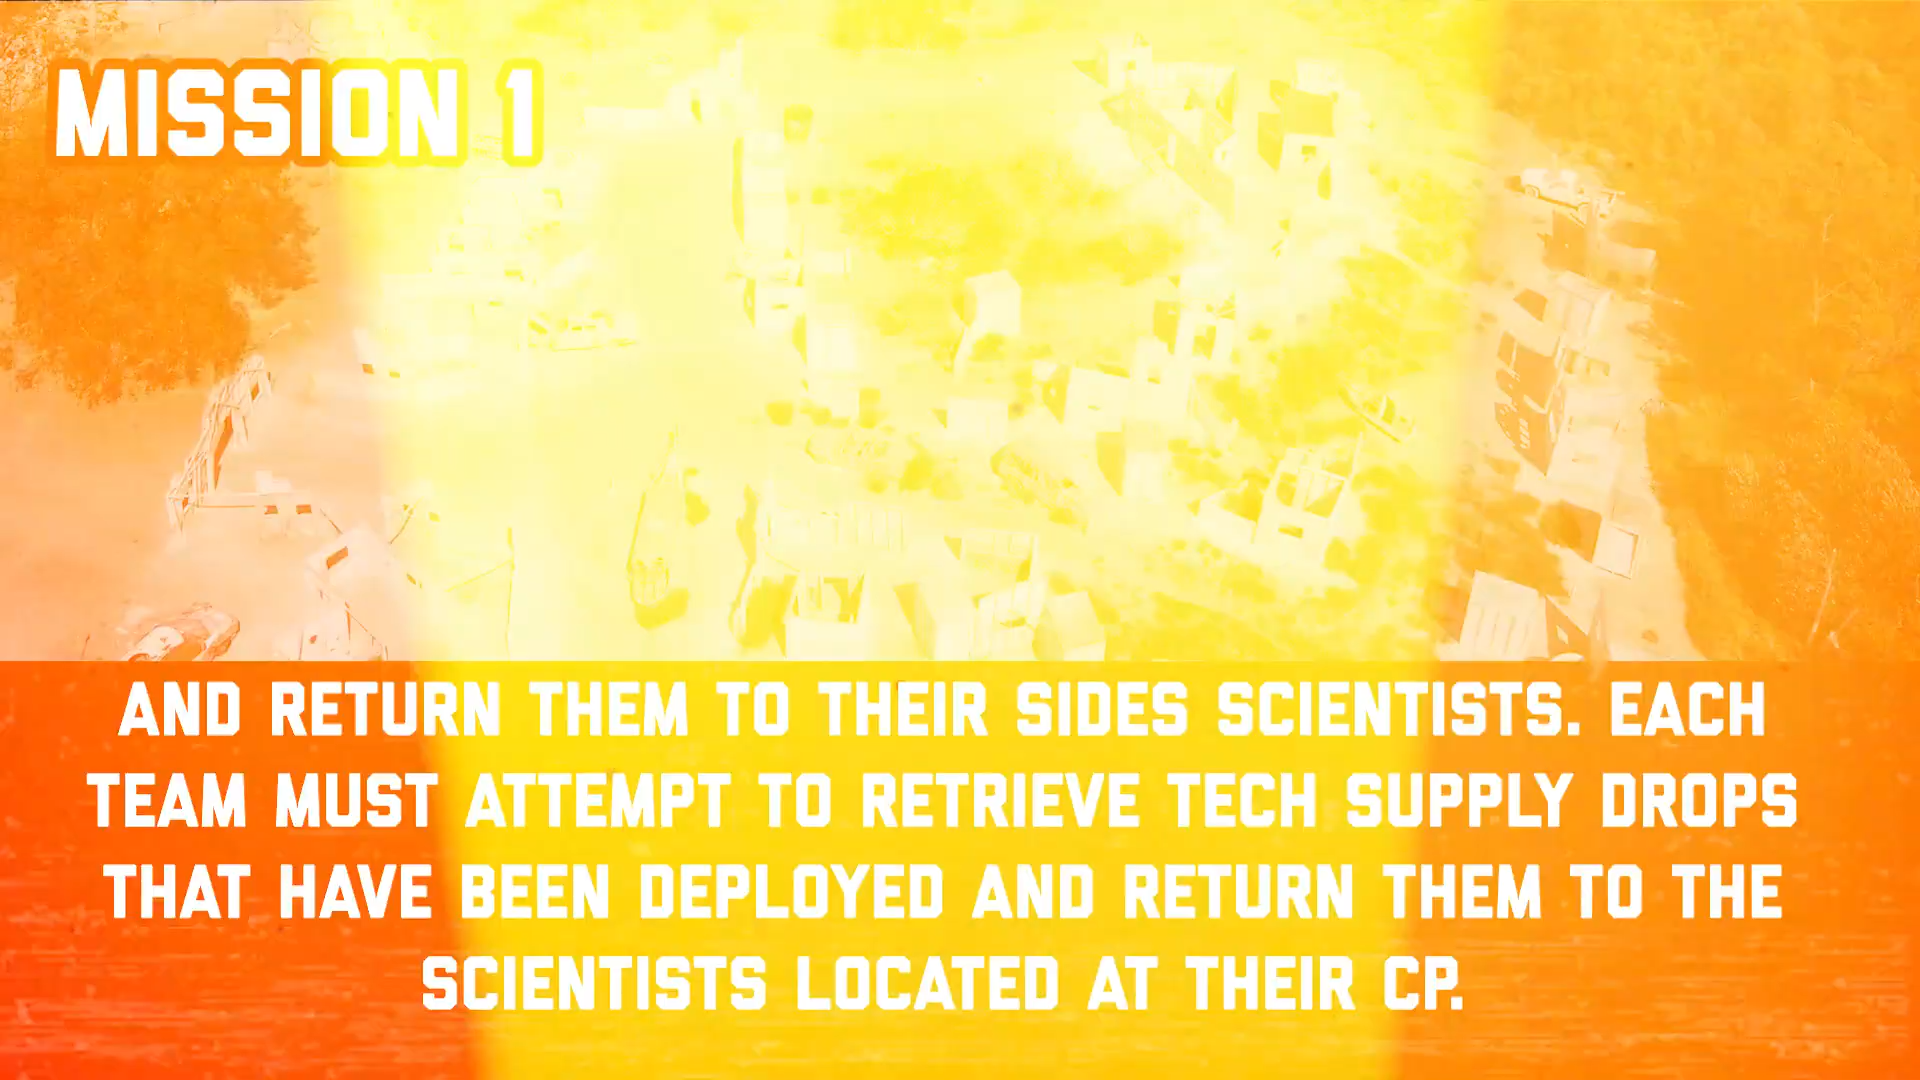 MISSION 1
AND RETURN THEM TO THEIR SIDES SCIENTISTS. EACH
TEAM MUST ATTEMPT TO RETRIEVE TECH SUPPLY DROPS
THAT HAVE BEEN DEPLOYED AND RETURN THEM TO THE
SCIENTISTS LOCATED AT THEIR CP.